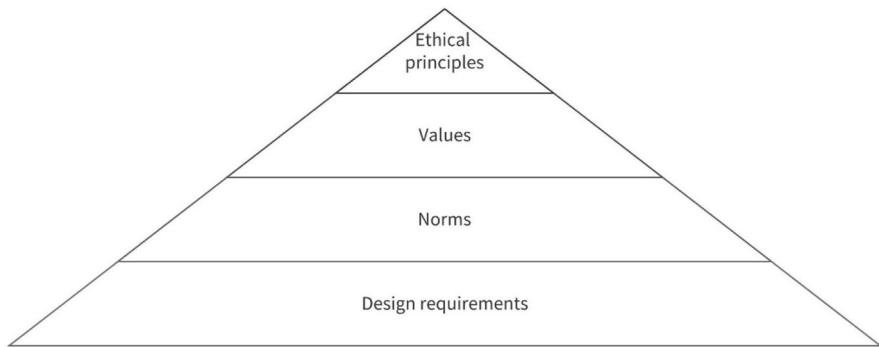 Ethical
principles
Values
Norms
Design requirements